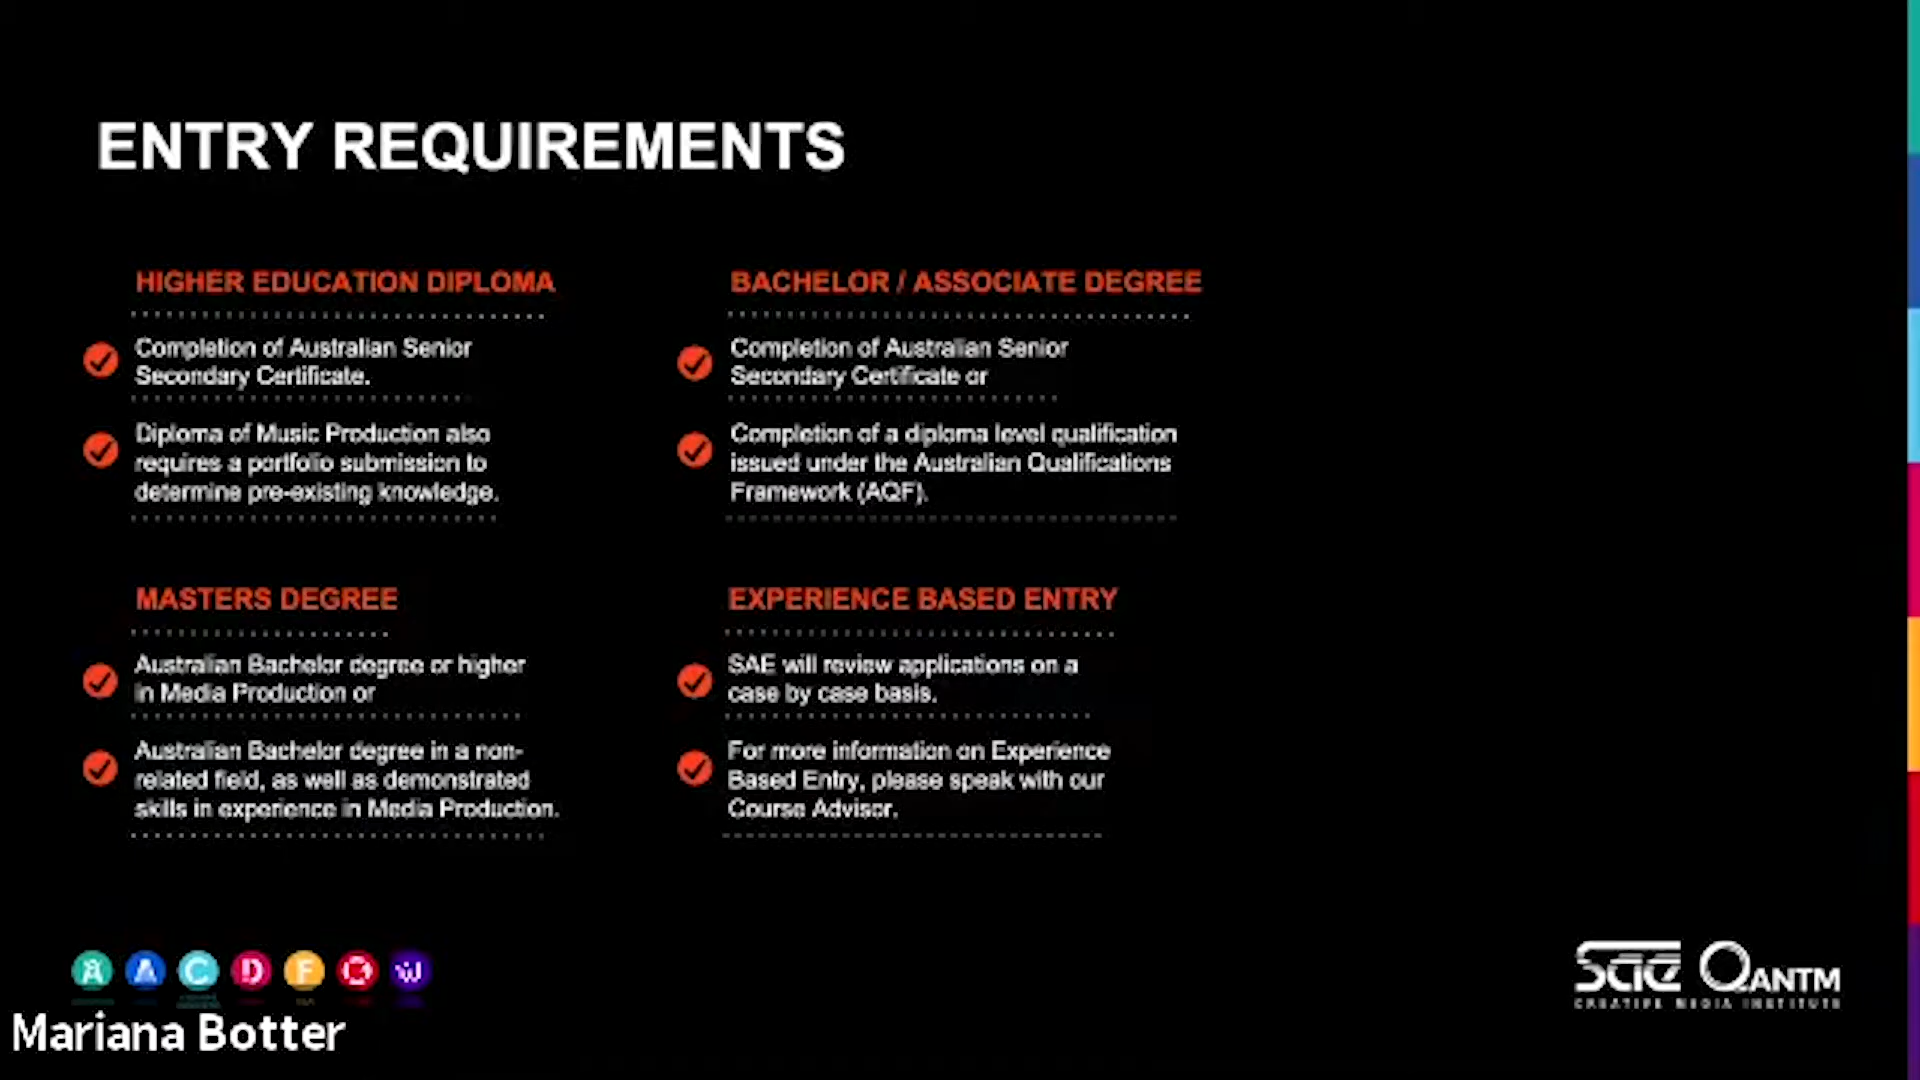 ENTRY REQUIREMENTS
HIGHER EDUCATION DIPLOMA
Completion of Australian Senior
Secondary Certificate.
Diploma of Music Production also
requires a portfolio submission to
determine pre-existing knowledge.
BACHELOR / ASSOCIATE DEGREE
Completion of Australian Senior
Secondary Certificate or
Completion of a diploma level qualification
issued under the Australian Qualifications
Framework (AQF).
MASTERS DEGREE
Australian Bachelor degree or higher
in Media Production or
Australian Bachelor degree in a non-
related field, as well as demonstrated
skills in experience in Media Production.
EXPERIENCE BASED ENTRY
SAE will review applications on a
case by case basis.
For more information on Experience
Based Entry, please speak with our
Course Advisor.
A A C D F G W
sae QANTM
CREATIVE MEDIA INSTITUTE
Mariana Botter